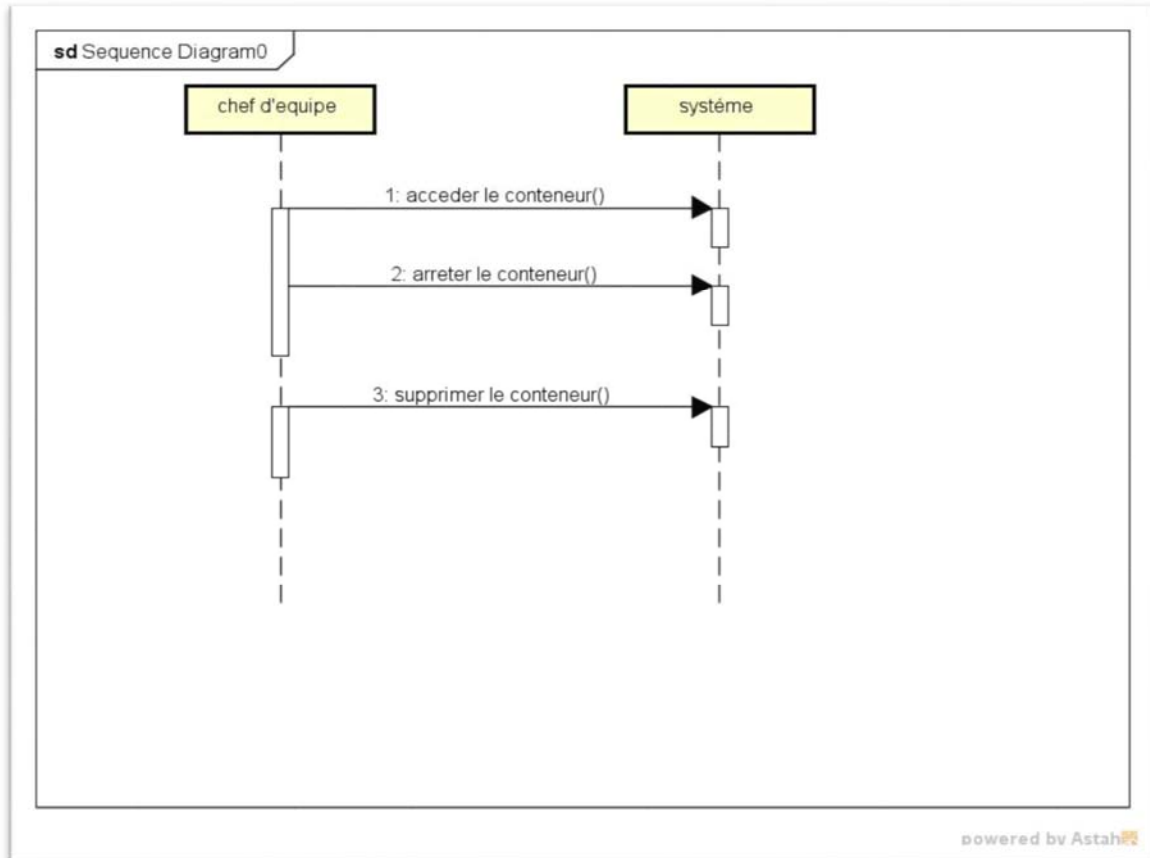 sd Sequence Diagram0
chef d'equipe
systéme
1: acceder le conteneur()
2: arreter le conteneur()
3: supprimer le conteneur()
powered by Astah